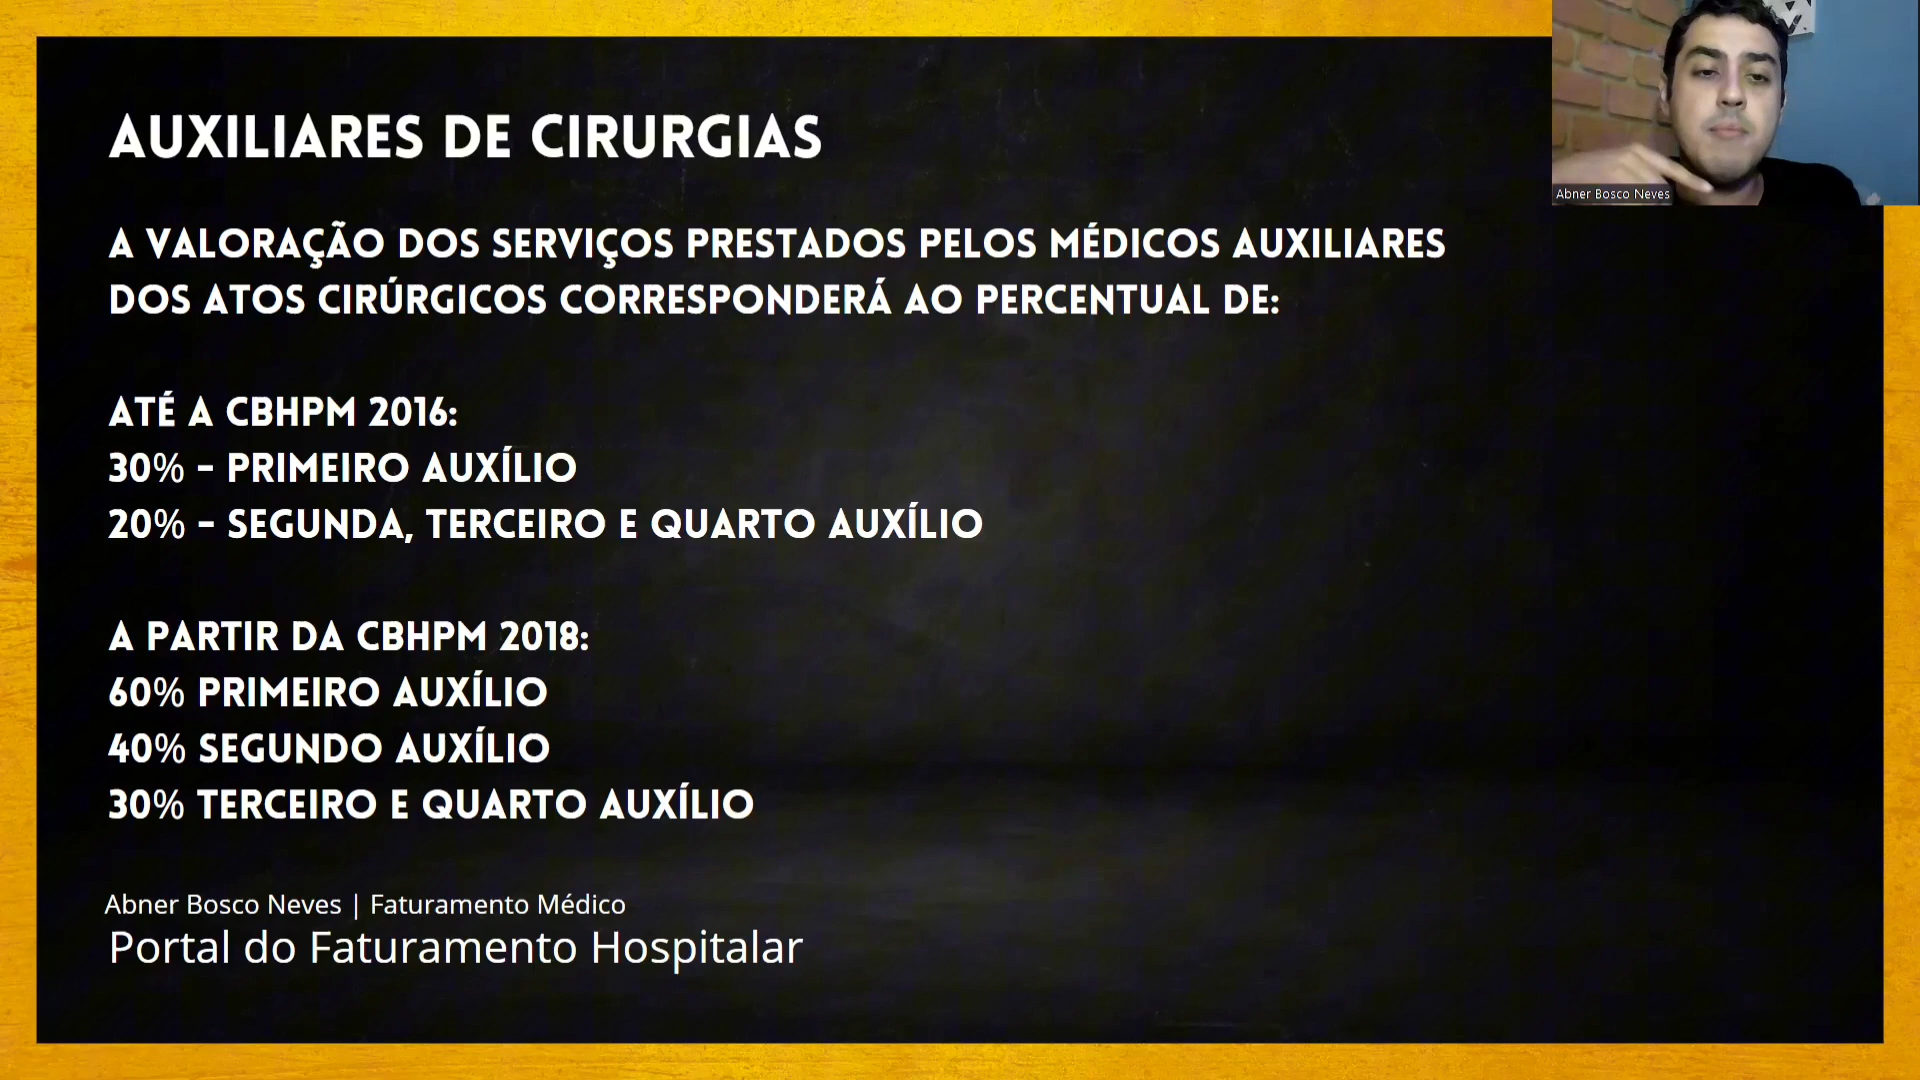 AUXILIARES DE CIRURGIAS
A VALORAÇÃO DOS SERVIÇOS PRESTADOS PELOS MÉDICOS AUXILIARES
DOS ATOS CIRÚRGICOS CORRESPONDERÁ AO PERCENTUAL DE:
ATÉ A CBHPM 2016:
30% - PRIMEIRO AUXÍLIO
20% - SEGUNDA, TERCEIRO E QUARTO AUXÍLIO
A PARTIR DA CBHPM 2018:
60% PRIMEIRO AUXÍLIO
40% SEGUNDO AUXÍLIO
30% TERCEIRO E QUARTO AUXÍLIO
Abner Bosco Neves | Faturamento Médico
Portal do Faturamento Hospitalar
Abner Bosco Neves